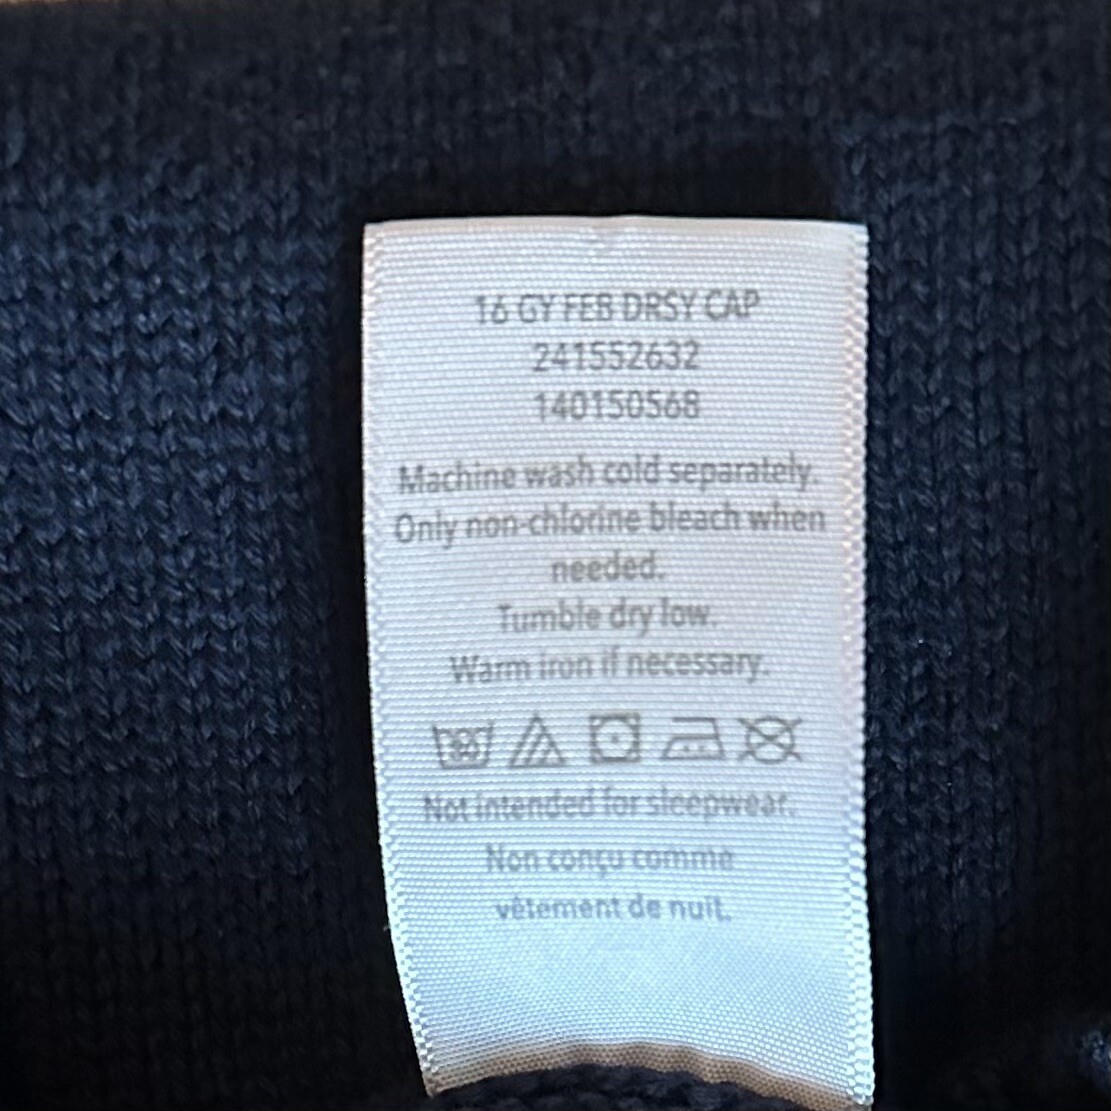 16 GY FEB DRSY CAP
241552632
140150568
Machine wash cold separately.
Only non-chlorine bleach when
needed.
Tumble dry low.
Warm iron if necessary.
Not intended for sleepwear.
Non conçu comme
vêtement de nuit.